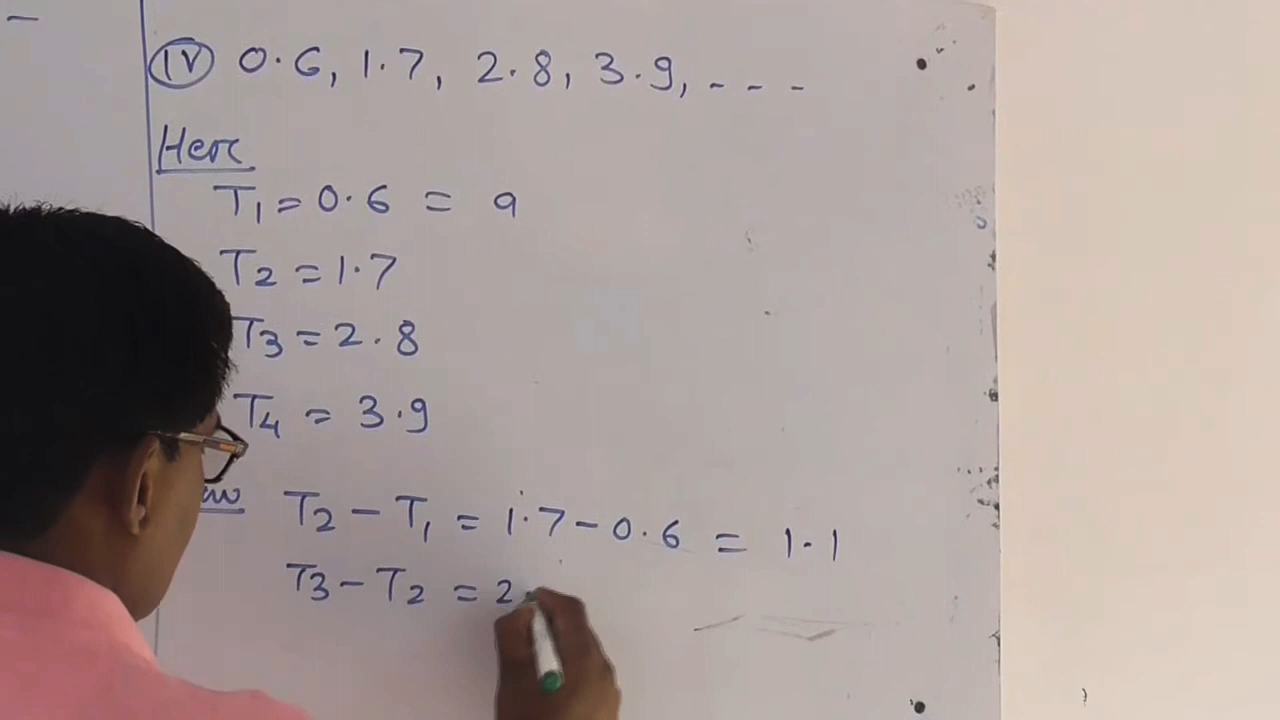 (IV) 0.6, 1.7, 2.8, 3.9, - - -
Here
T1 = 0.6 = a
T2 = 1.7
T3 = 2.8
T4 = 3.9
T2 - T1 = 1.7 - 0.6 = 1.1
T3 - T2 = 2.